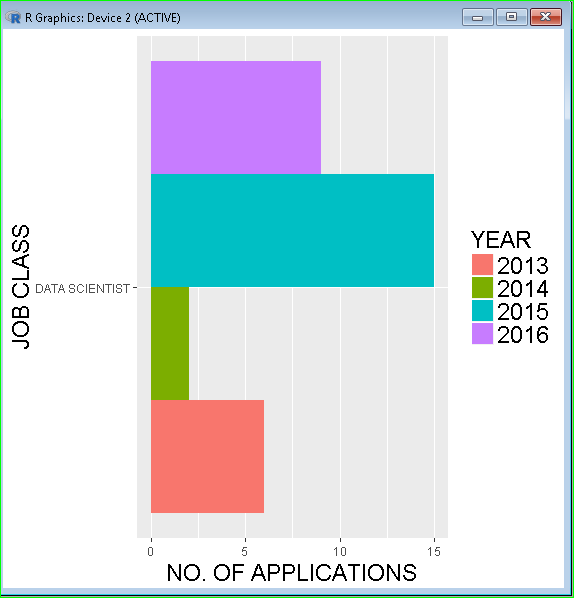 R Graphics: Device 2 (ACTIVE)
JOB CLASS
DATA SCIENTIST
0 5 10 15
NO. OF APPLICATIONS
YEAR
2013
2014
2015
2016